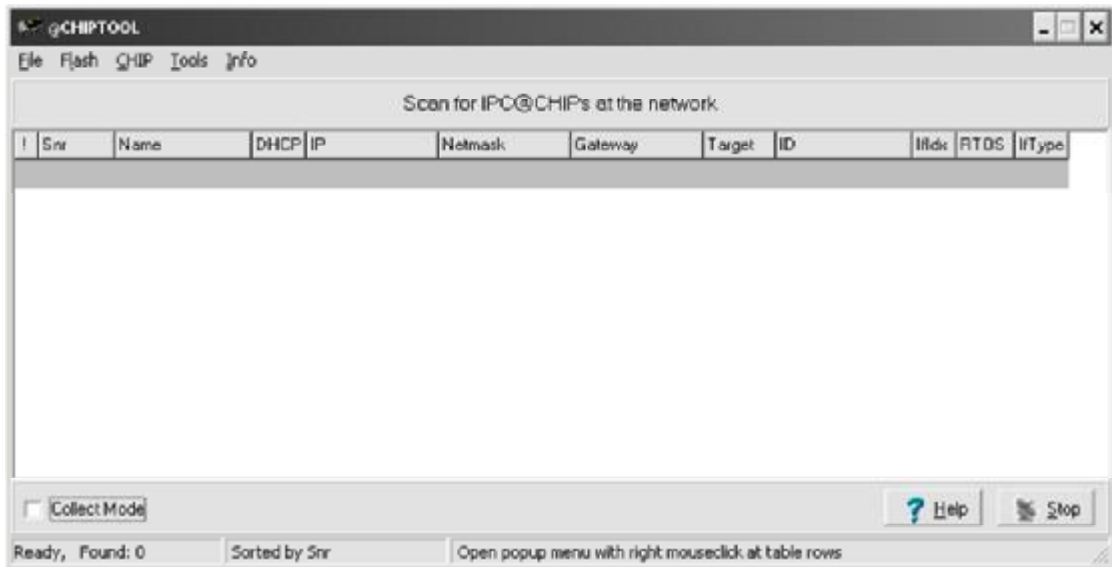 @CHIPTOOL
File Flash CHIP Tools Info
Scan for IPC@CHIPs at the network
! Snr Name DHCP IP Netmask Gateway Target ID IfIdx RTOS IfType
Collect Mode Help Stop
Ready, Found: 0 Sorted by Snr Open popup menu with right mouseclick at table rows